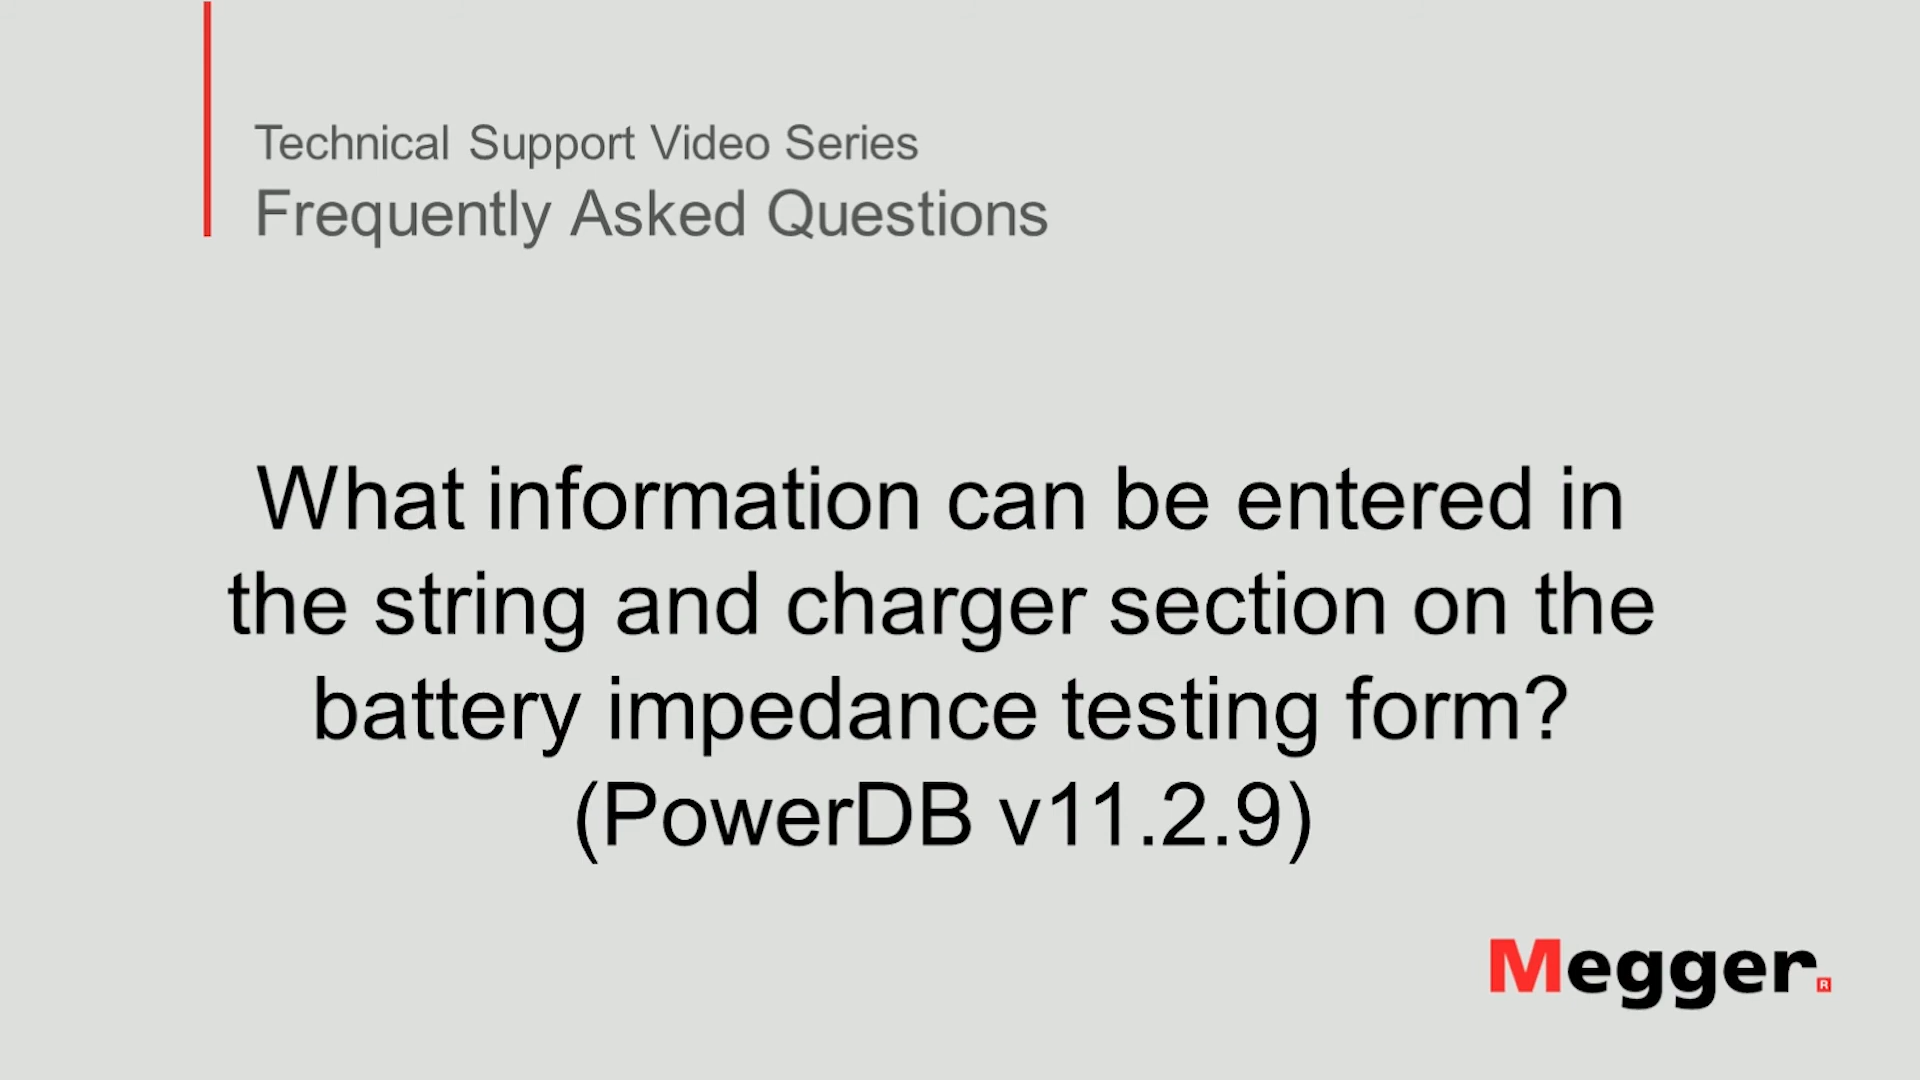 Technical Support Video Series
Frequently Asked Questions
What information can be entered in
the string and charger section on the
battery impedance testing form?
(PowerDB v11.2.9)
Megger®